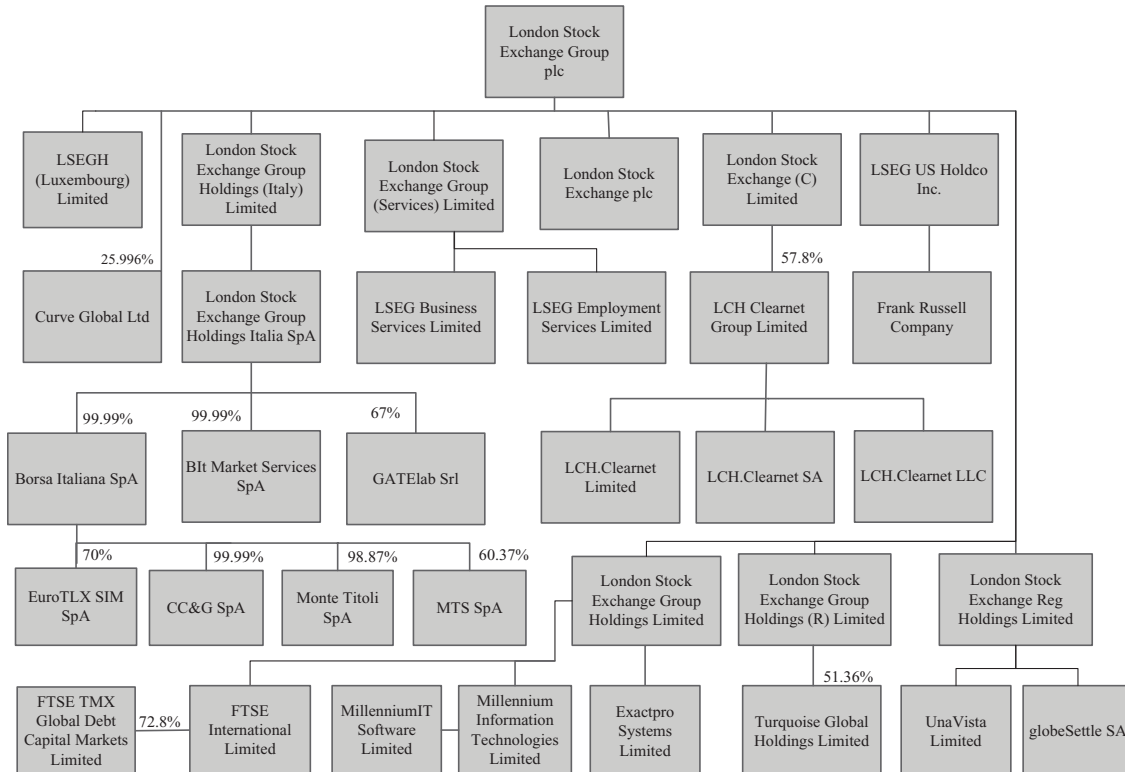 London Stock
Exchange Group
plc
LSEGH
(Luxembourg)
Limited
London Stock
Exchange Group
Holdings (Italy)
Limited
London Stock
Exchange Group
(Services) Limited
London Stock
Exchange plc
London Stock
Exchange (C)
Limited
LSEG US Holdco
Inc.
25.996%
57.8%
Curve Global Ltd
London Stock
Exchange Group
Holdings Italia SpA
LSEG Business
Services Limited
LSEG Employment
Services Limited
LCH Clearnet
Group Limited
Frank Russell
Company
99.99%
99.99%
67%
Borsa Italiana SpA
BIt Market Services
SpA
GATElab Srl
LCH.Clearnet
Limited
LCH.Clearnet SA
LCH.Clearnet LLC
70%
99.99%
98.87%
60.37%
EuroTLX SIM
SpA
CC&G SpA
Monte Titoli
SpA
MTS SpA
London Stock
Exchange Group
Holdings Limited
London Stock
Exchange Group
Holdings (R) Limited
London Stock
Exchange Reg
Holdings Limited
51.36%
FTSE TMX
Global Debt
Capital Markets
Limited
72.8%
FTSE
International
Limited
MillenniumIT
Software
Limited
Millennium
Information
Technologies
Limited
Exactpro
Systems
Limited
Turquoise Global
Holdings Limited
UnaVista
Limited
globeSettle SA